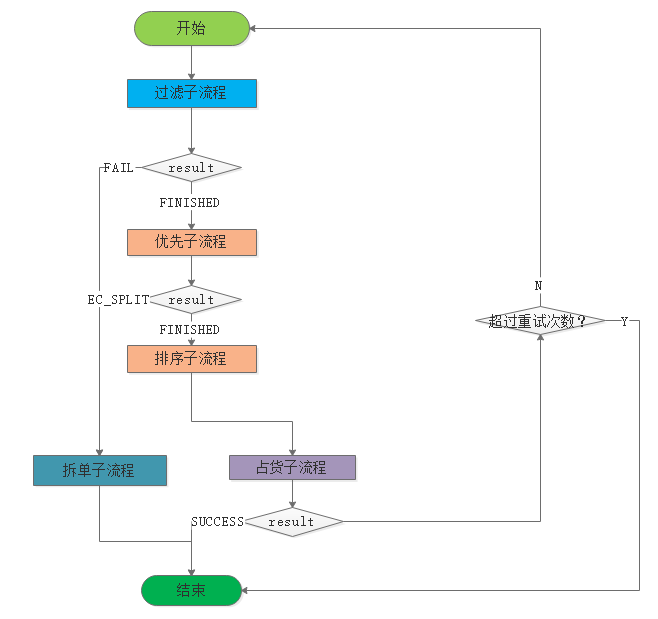 开始
过滤子流程
FAIL
result
FINISHED
优先子流程
EC_SPLIT
result
N
超过重试次数？
Y
FINISHED
排序子流程
拆单子流程
占货子流程
SUCCESS
result
结束